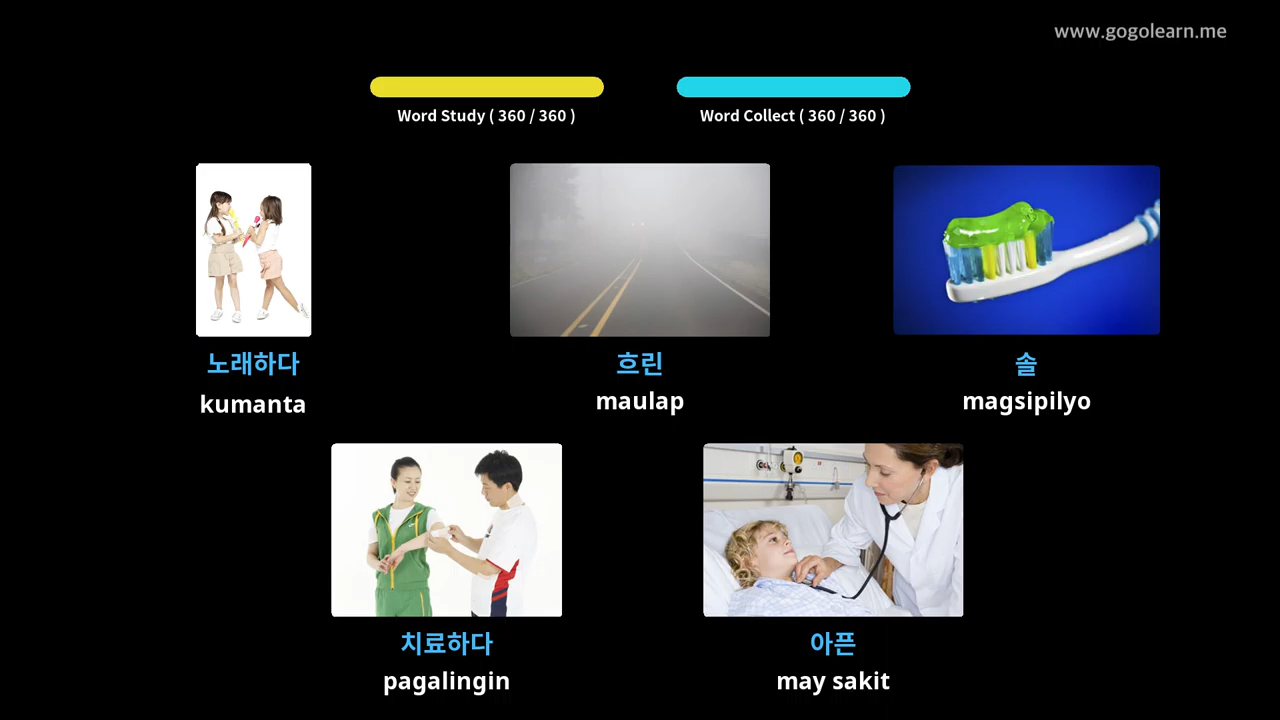 www.gogolearn.me
Word Study ( 360 / 360 )
Word Collect ( 360 / 360 )
노래하다
kumanta
흐린
maulap
솔
magsipilyo
치료하다
pagalingin
아픈
may sakit